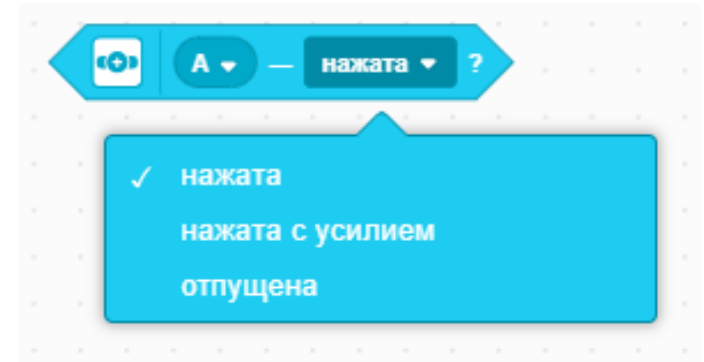 А — нажата ?
нажата
нажата с усилием
отпущена